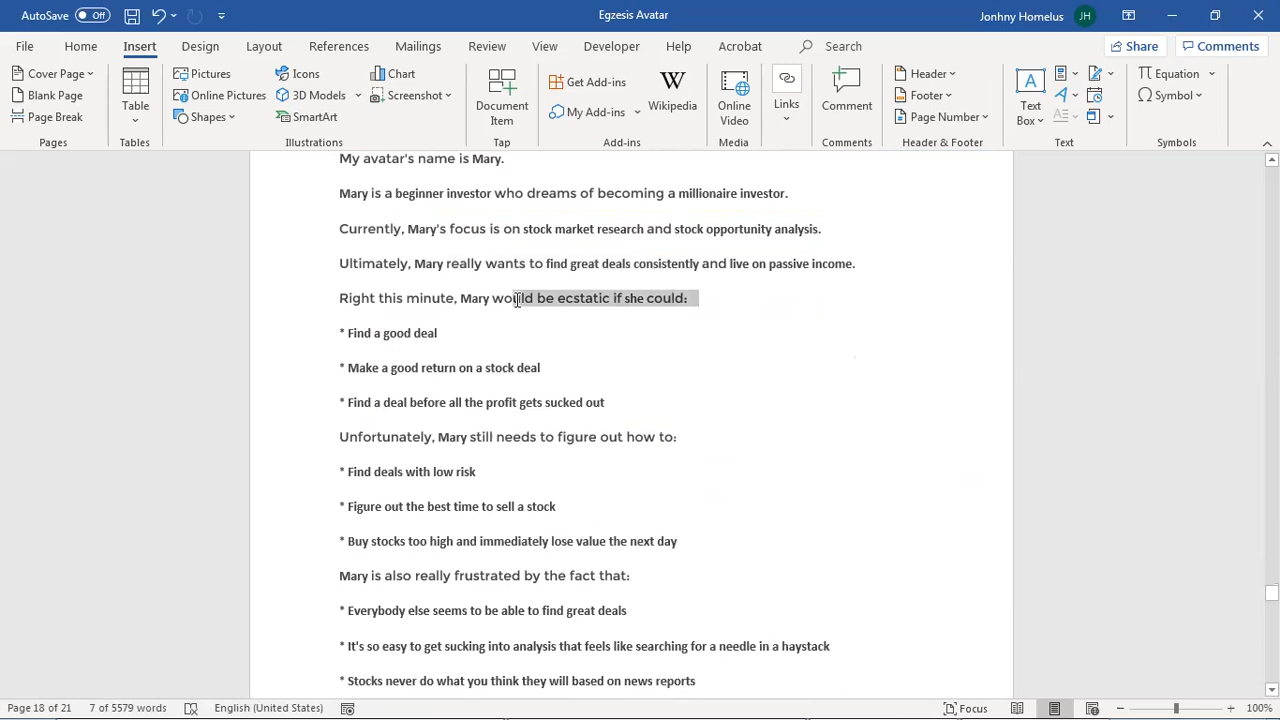 AutoSave Off Egzesis Avatar Jonhny Homelus JH
File Home Insert Design Layout References Mailings Review View Developer Help Acrobat Search Share Comments
Cover Page Pictures Icons Chart Get Add-ins Header Equation
Blank Page Online Pictures 3D Models Screenshot Footer Symbol
Page Break Shapes SmartArt My Add-ins Page Number
Table Document Item Wikipedia Online Video Links Comment Text Box
Pages Tables Illustrations Tap Add-ins Media Comments Header & Footer Text Symbols
My avatar's name is Mary.
Mary is a beginner investor who dreams of becoming a millionaire investor.
Currently, Mary's focus is on stock market research and stock opportunity analysis.
Ultimately, Mary really wants to find great deals consistently and live on passive income.
Right this minute, Mary would be ecstatic if she could:
* Find a good deal
* Make a good return on a stock deal
* Find a deal before all the profit gets sucked out
Unfortunately, Mary still needs to figure out how to:
* Find deals with low risk
* Figure out the best time to sell a stock
* Buy stocks too high and immediately lose value the next day
Mary is also really frustrated by the fact that:
* Everybody else seems to be able to find great deals
* It's so easy to get sucking into analysis that feels like searching for a needle in a haystack
* Stocks never do what you think they will based on news reports
Page 18 of 21 7 of 5579 words English (United States) Focus 100%